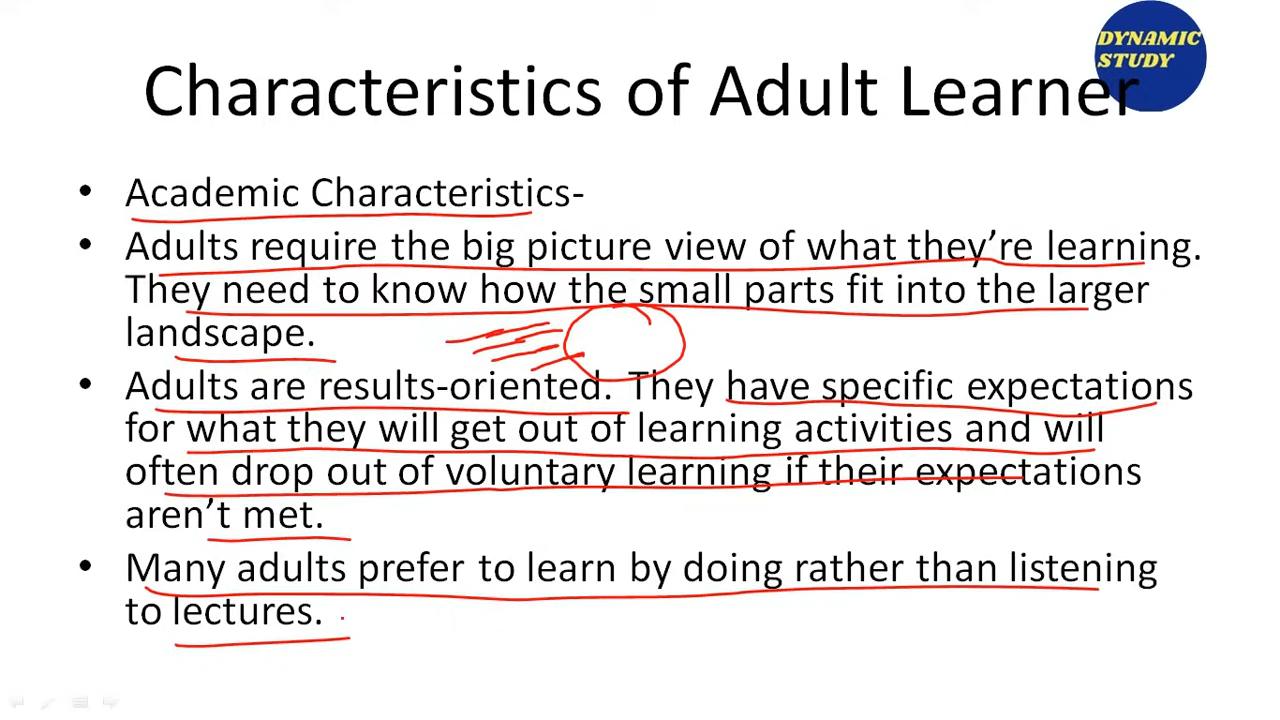 DYNAMIC
STUDY
Characteristics of Adult Learner
• Academic Characteristics-
• Adults require the big picture view of what they’re learning.
They need to know how the small parts fit into the larger
landscape.
• Adults are results-oriented. They have specific expectations
for what they will get out of learning activities and will
often drop out of voluntary learning if their expectations
aren’t met.
• Many adults prefer to learn by doing rather than listening
to lectures.